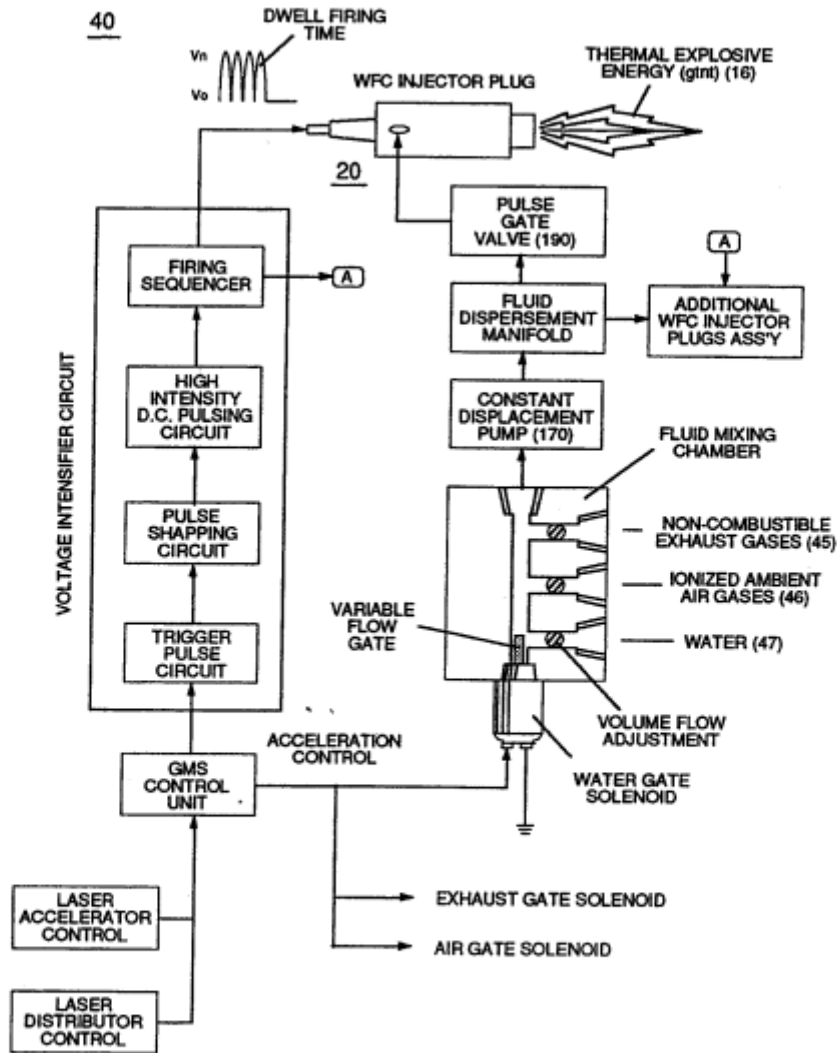 40
DWELL FIRING
TIME
Vn
Vo
WFC INJECTOR PLUG
THERMAL EXPLOSIVE
ENERGY (gtnt) (16)
20
PULSE
GATE
VALVE (190)
FIRING
SEQUENCER
A
A
FLUID
DISPERSEMENT
MANIFOLD
ADDITIONAL
WFC INJECTOR
PLUGS ASS'Y
HIGH
INTENSITY
D.C. PULSING
CIRCUIT
CONSTANT
DISPLACEMENT
PUMP (170)
VOLTAGE INTENSIFIER CIRCUIT
FLUID MIXING
CHAMBER
PULSE
SHAPPING
CIRCUIT
NON-COMBUSTIBLE
EXHAUST GASES (45)
IONIZED AMBIENT
AIR GASES (46)
VARIABLE
FLOW
GATE
WATER (47)
TRIGGER
PULSE
CIRCUIT
VOLUME FLOW
ADJUSTMENT
ACCELERATION
CONTROL
WATER GATE
SOLENOID
GMS
CONTROL
UNIT
LASER
ACCELERATOR
CONTROL
EXHAUST GATE SOLENOID
AIR GATE SOLENOID
LASER
DISTRIBUTOR
CONTROL